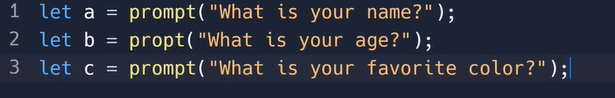 1 let a = prompt("What is your name?");
2 let b = propt("What is your age?");
3 let c = prompt("What is your favorite color?");